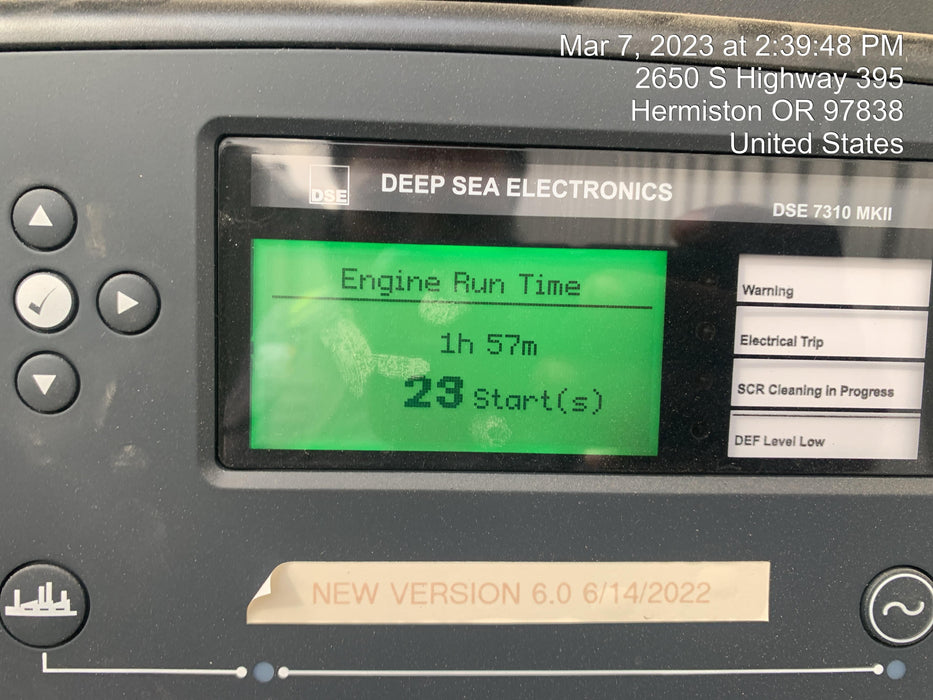 Mar 7, 2023 at 2:39:48 PM
2650 S Highway 395
Hermiston OR 97838
United States
DSE
DEEP SEA ELECTRONICS
DSE 7310 MKII
Engine Run Time
1h 57m
23 Start(s)
Warning
Electrical Trip
SCR Cleaning in Progress
DEF Level Low
NEW VERSION 6.0 6/14/2022